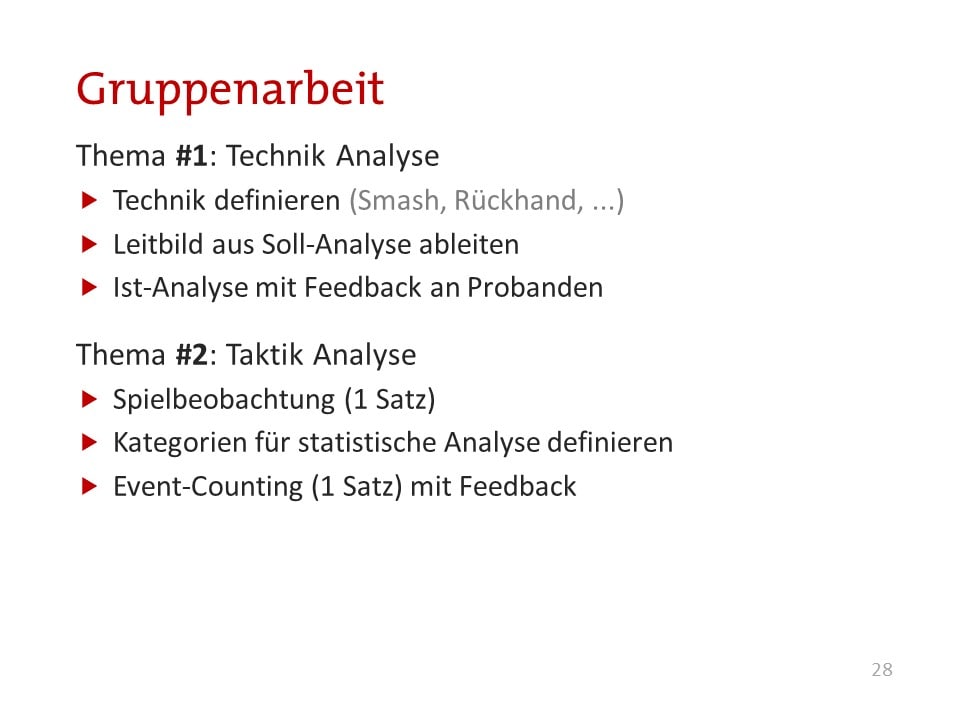 Gruppenarbeit
Thema #1: Technik Analyse
Technik definieren (Smash, Rückhand, ...)
Leitbild aus Soll-Analyse ableiten
Ist-Analyse mit Feedback an Probanden
Thema #2: Taktik Analyse
Spielbeobachtung (1 Satz)
Kategorien für statistische Analyse definieren
Event-Counting (1 Satz) mit Feedback
28